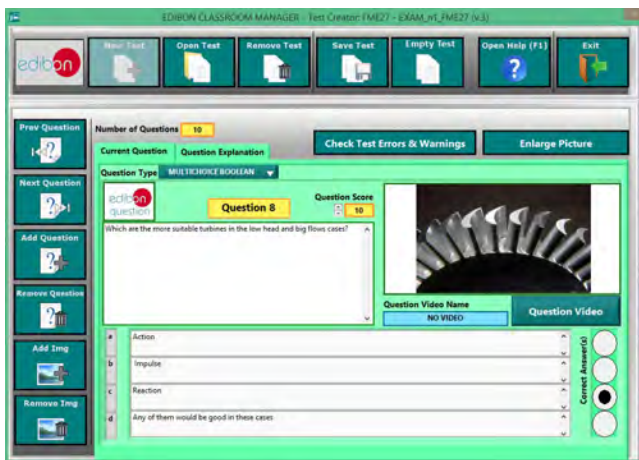 EDIBON CLASSROOM MANAGER - Test Creator: FME27 - EXAM_n1_FME27 (v.3)
edibon
New Test
Open Test
Remove Test
Save Test
Empty Test
Open Help (F1)
Exit
Prev Question
Next Question
Add Question
Remove Question
Add Img
Remove Img
Number of Questions 10
Check Test Errors & Warnings
Enlarge Picture
Current Question Question Explanation
Question Type MULTICHOICE BOOLEAN
edibon
question
Question 8
Question Score
10
Which are the more suitable turbines in the low head and big flows cases?
Question Video Name
NO VIDEO
Question Video
a Action
b Impulse
c Reaction
d Any of them would be good in these cases
Correct Answer(s)